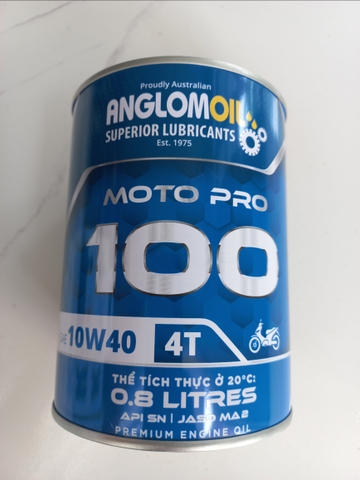 Proudly Australian
ANGLOMOIL
SUPERIOR LUBRICANTS
Est. 1975
MOTO PRO
100
SAE 10W40 4T
THỂ TÍCH THỰC Ở 20°C:
0.8 LITRES
API SN | JASO MA2
PREMIUM ENGINE OIL